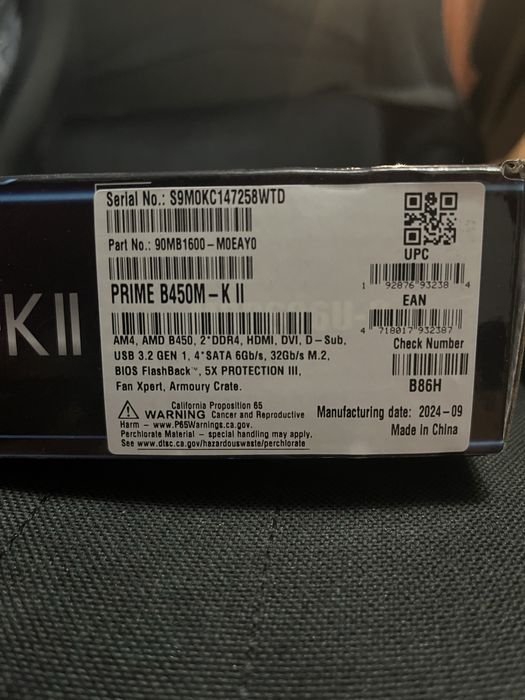 Serial No.: S9M0KC147258WTD
Part No.: 90MB1600-M0EAY0
PRIME B450M-K II
AM4, AMD B450, 2*DDR4, HDMI, DVI, D-Sub,
USB 3.2 GEN 1, 4*SATA 6Gb/s, 32Gb/s M.2,
BIOS FlashBack™, 5X PROTECTION III,
Fan Xpert, Armoury Crate.
California Proposition 65
WARNING Cancer and Reproductive
Harm - www.P65Warnings.ca.gov.
Perchlorate Material - special handling may apply.
See www.dtsc.ca.gov/hazardouswaste/perchlorate
UPC
1 92876 93238 4
EAN
4 718017 932387
Check Number
B86H
Manufacturing date: 2024-09
Made In China
K II